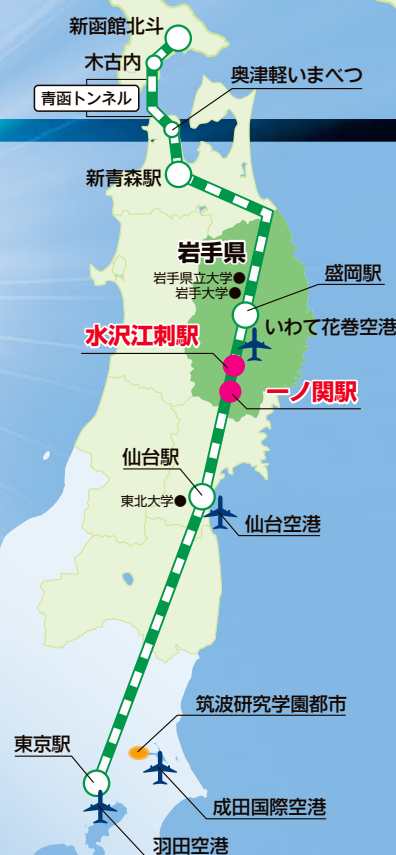 新函館北斗
木古内
奥津軽いまべつ
青函トンネル
新青森駅
岩手県
岩手県立大学
岩手大学
盛岡駅
いわて花巻空港
水沢江刺駅
一ノ関駅
仙台駅
東北大学
仙台空港
筑波研究学園都市
東京駅
成田国際空港
羽田空港